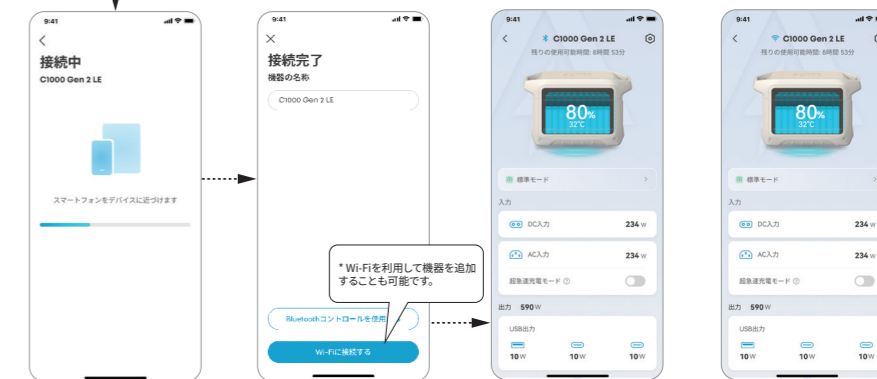 9:41
接続中
C1000 Gen 2 LE
スマートフォンをデバイスに近づけます
9:41
接続完了
機器の名称
C1000 Gen 2 LE
* Wi-Fiを利用して機器を追加
することも可能です。
Bluetoothコントロールを使用
Wi-Fiに接続する
9:41
C1000 Gen 2 LE
残りの使用可能時間: 8時間 53分
80%
32°C
標準モード
入力
DC入力 234 W
AC入力 234 W
超急速充電モード
出力 590 W
USB出力
10 W 10 W 10 W
9:41
C1000 Gen 2 LE
残りの使用可能時間: 8時間 53分
80%
32°C
標準モード
入力
DC入力 234 W
AC入力 234 W
超急速充電モード
出力 590 W
USB出力
10 W 10 W 10 W